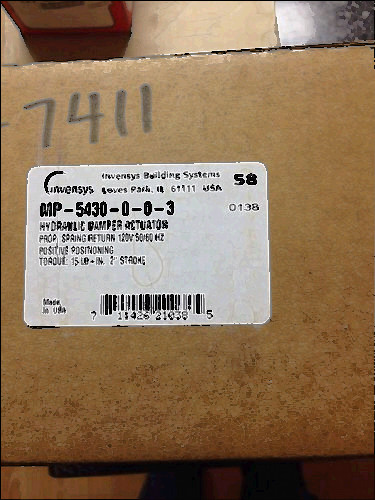 -7411
Invensys Building Systems
58
invensys
Loves Park, IL 61111 USA
MP-5430-0-0-3
0138
HYDRAULIC DAMPER ACTUATOR
PROP. SPRING RETURN 120V 50/60 HZ
POSITIVE POSITIONING
TORQUE: 15 LB-IN. 2" STROKE
Made
in USA
7 11426 21038 5